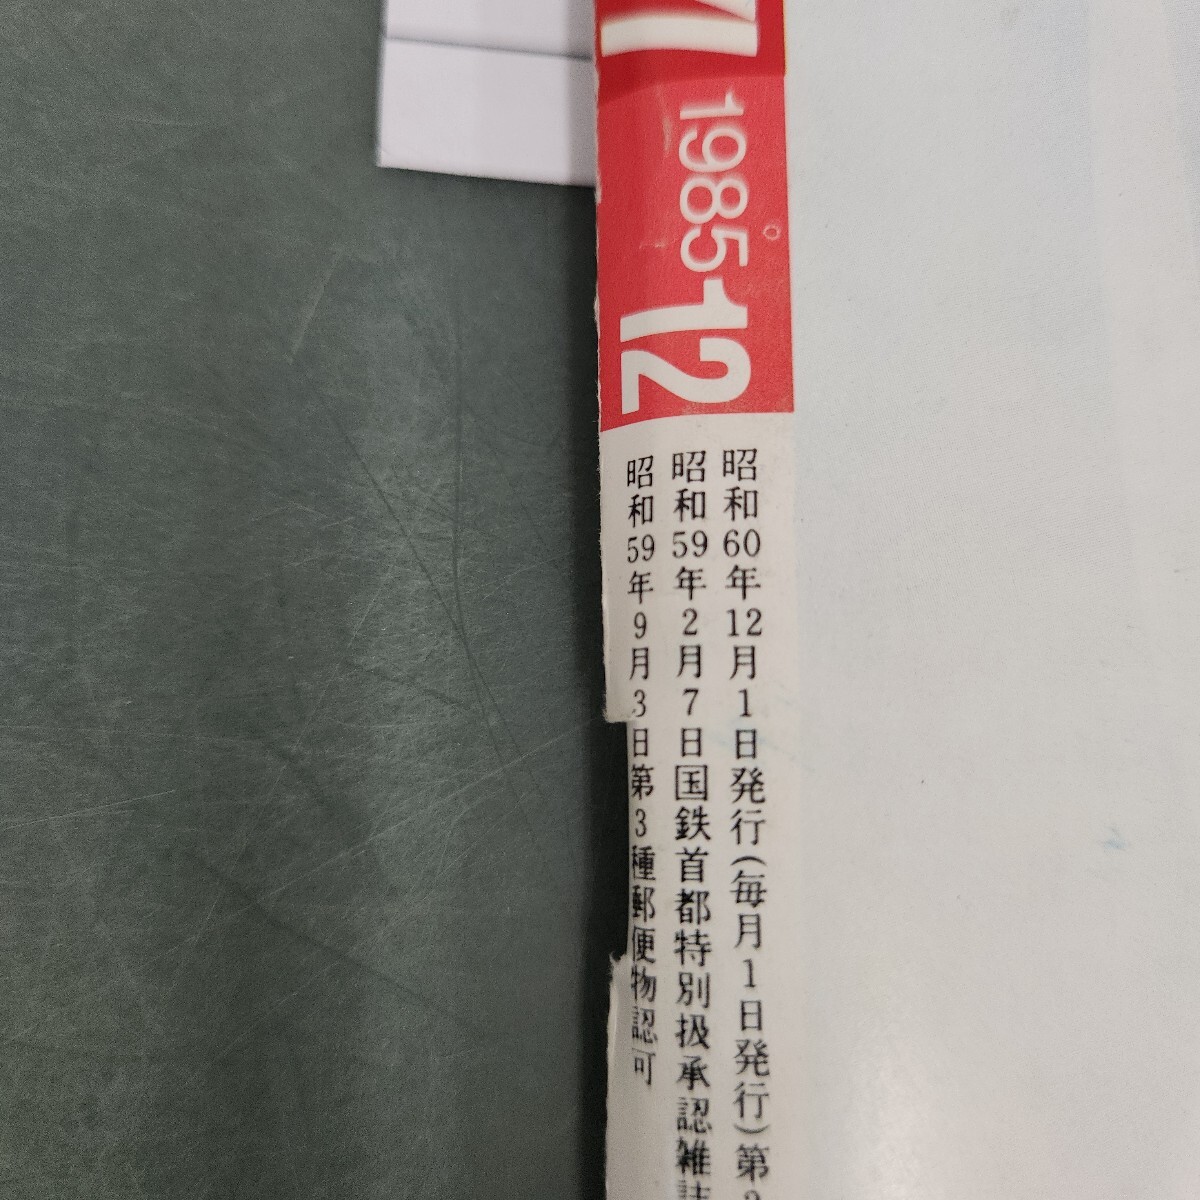 1985-12
昭和60年12月1日発行(毎月1日発行)第
昭和59年2月7日国鉄首都特別扱承認雑誌
昭和59年9月3日第3種郵便物認可